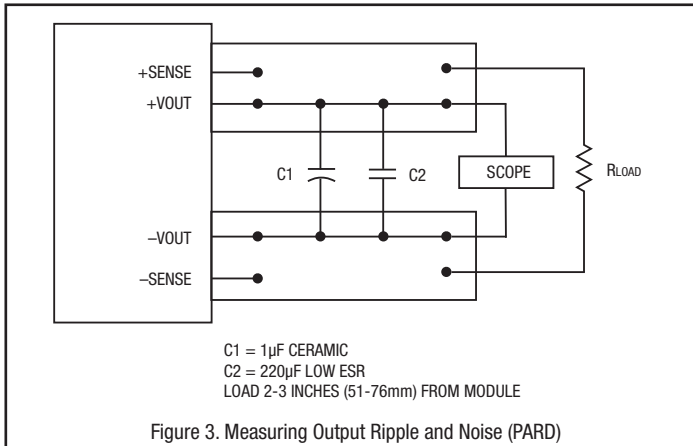 +SENSE
+VOUT
C1
C2
SCOPE
RLOAD
−VOUT
−SENSE
C1 = 1µF CERAMIC
C2 = 220µF LOW ESR
LOAD 2-3 INCHES (51-76mm) FROM MODULE
Figure 3. Measuring Output Ripple and Noise (PARD)